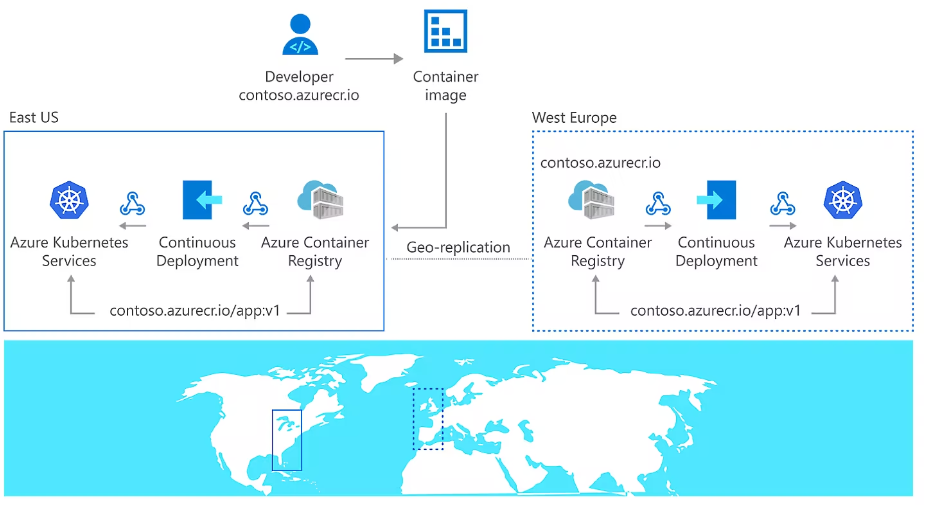 Developer
contoso.azurecr.io
Container
image
East US
West Europe
Azure Kubernetes
Services
Continuous
Deployment
Azure Container
Registry
contoso.azurecr.io/app:v1
Geo-replication
contoso.azurecr.io
Azure Container
Registry
Continuous
Deployment
Azure Kubernetes
Services
contoso.azurecr.io/app:v1